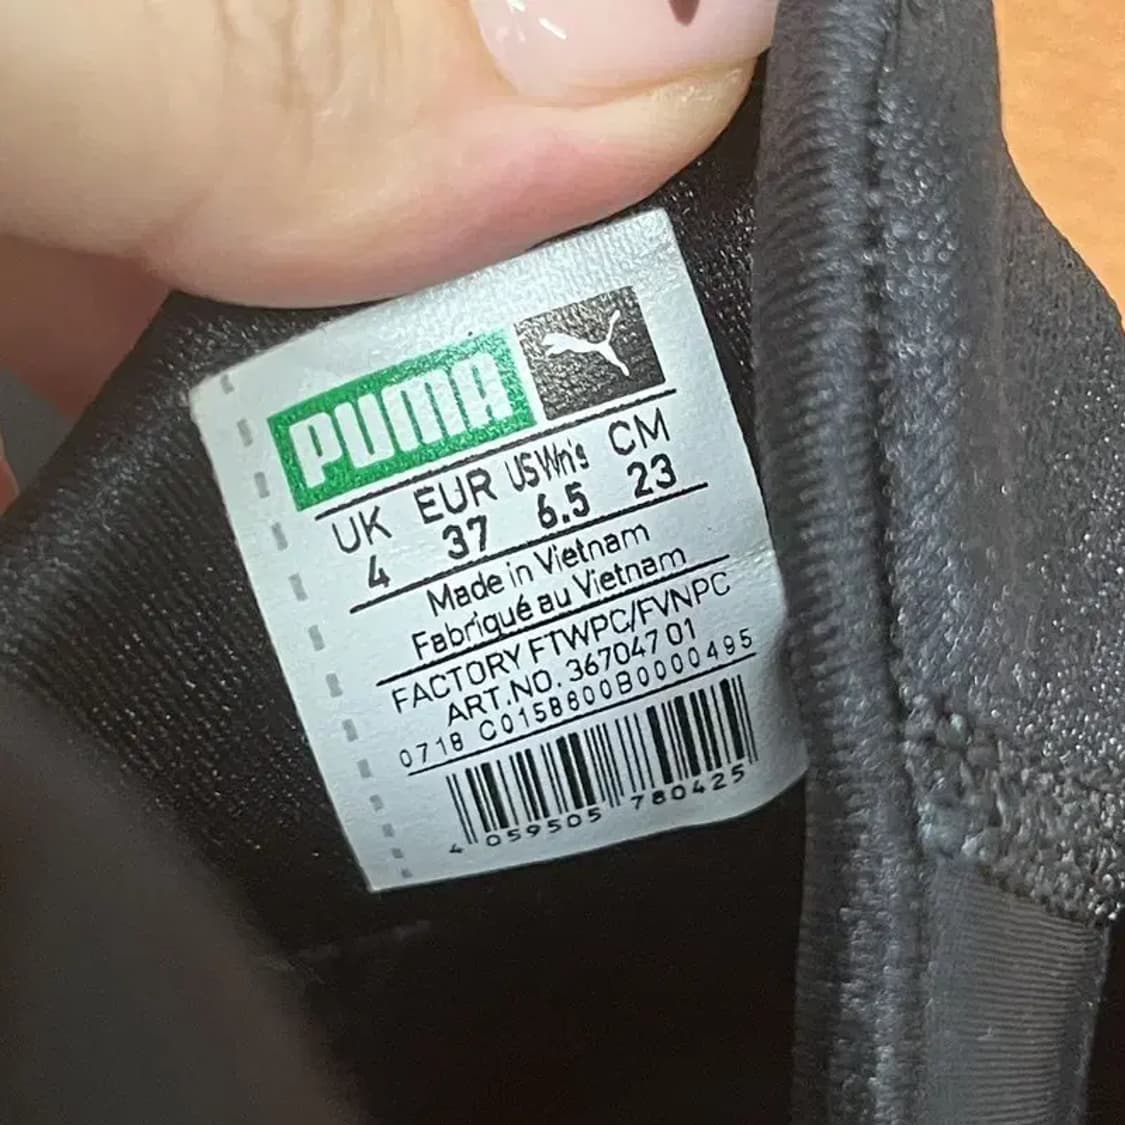 PUMA
UK EUR US Wn's CM
4 37 6.5 23
Made in Vietnam
Fabriqué au Vietnam
FACTORY FTWPC/FVNPC
ART.NO. 367047 01
0718 C0158800B0000495
4 059505 780425